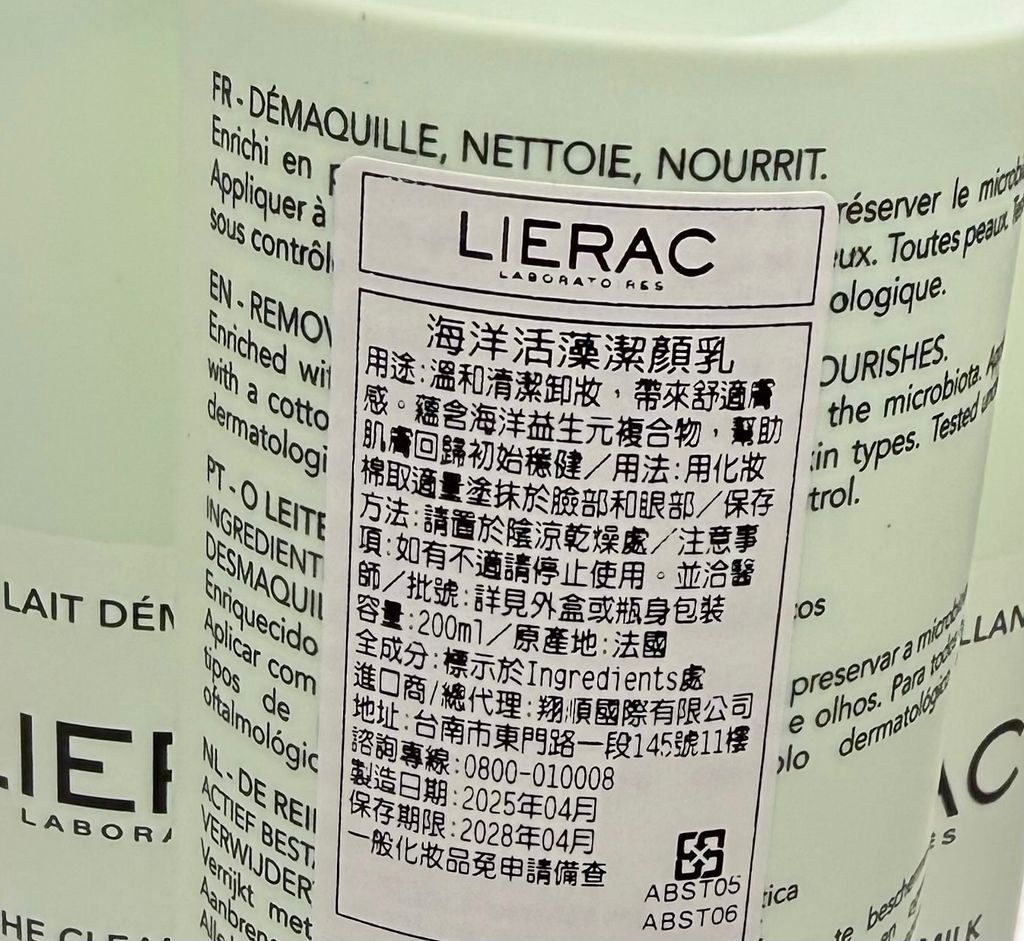 FR - DÉMAQUILLE, NETTOIE, NOURRIT.
Enrichi en
réserver le
Appliquer à
eux. Toutes peaux.
sous
ologique.
LIERAC
LABORATOIRES
海洋活藻潔顏乳
用途:溫和清潔卸妝，帶來舒適膚
感。蘊含海洋益生元複合物，幫助
肌膚回歸初始穩健／用法:用化妝
棉取適量塗抹於臉部和眼部／保存
方法:請置於陰涼乾燥處／注意事
項:如有不適請停止使用。並洽醫
師／批號:詳見外盒或瓶身包裝
容量:200ml／原產地:法國
全成分:標示於Ingredients處
進口商/總代理:翔順國際有限公司
地址:台南市東門路一段145號11樓
諮詢專線:0800-010008
製造日期:2025年04月
保存期限:2028年04月
一般化妝品免申請備查
ABST05
ABST06
EN - REMOV
OURISHES.
Enriched wit
the microbiota.
with a cotto
in types. Tested
dermatologi
trol.
PT - O LEITE
INGREDIENT
DESMAQUIL
Enriquecido
preservar a
Aplicar com
e olhos. Para
tipos de
dermatológico
oftalmológic
NL - DE REI
ACTIEF BEST
VERWIJDER
Verrijkt met
Aanbren
LAIT DÉM
LIER
LABORA
HE CLEA
LLAN
AC
ES
MILK